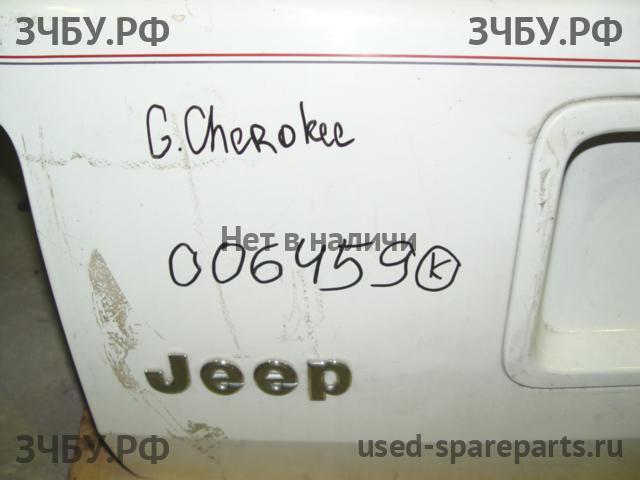 ЗЧБУ.РФ ЗЧБУ.РФ
G.Cherokee
Нет в наличи
006459 K
Jeep
ЗЧБУ.РФ used-spareparts.ru